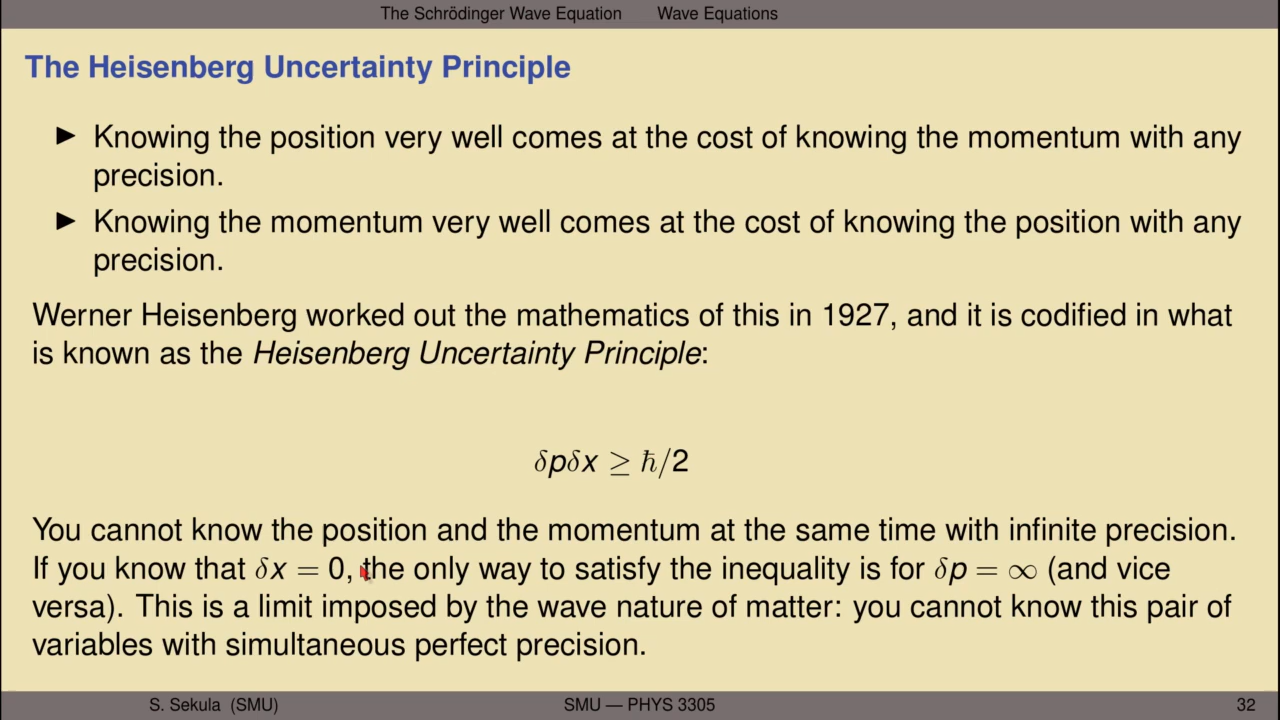 The Schrödinger Wave Equation Wave Equations
The Heisenberg Uncertainty Principle
▶ Knowing the position very well comes at the cost of knowing the momentum with any
precision.
▶ Knowing the momentum very well comes at the cost of knowing the position with any
precision.
Werner Heisenberg worked out the mathematics of this in 1927, and it is codified in what
is known as the Heisenberg Uncertainty Principle:
δpδx ≥ ħ/2
You cannot know the position and the momentum at the same time with infinite precision.
If you know that δx = 0, the only way to satisfy the inequality is for δp = ∞ (and vice
versa). This is a limit imposed by the wave nature of matter: you cannot know this pair of
variables with simultaneous perfect precision.
S. Sekula (SMU) SMU — PHYS 3305 32